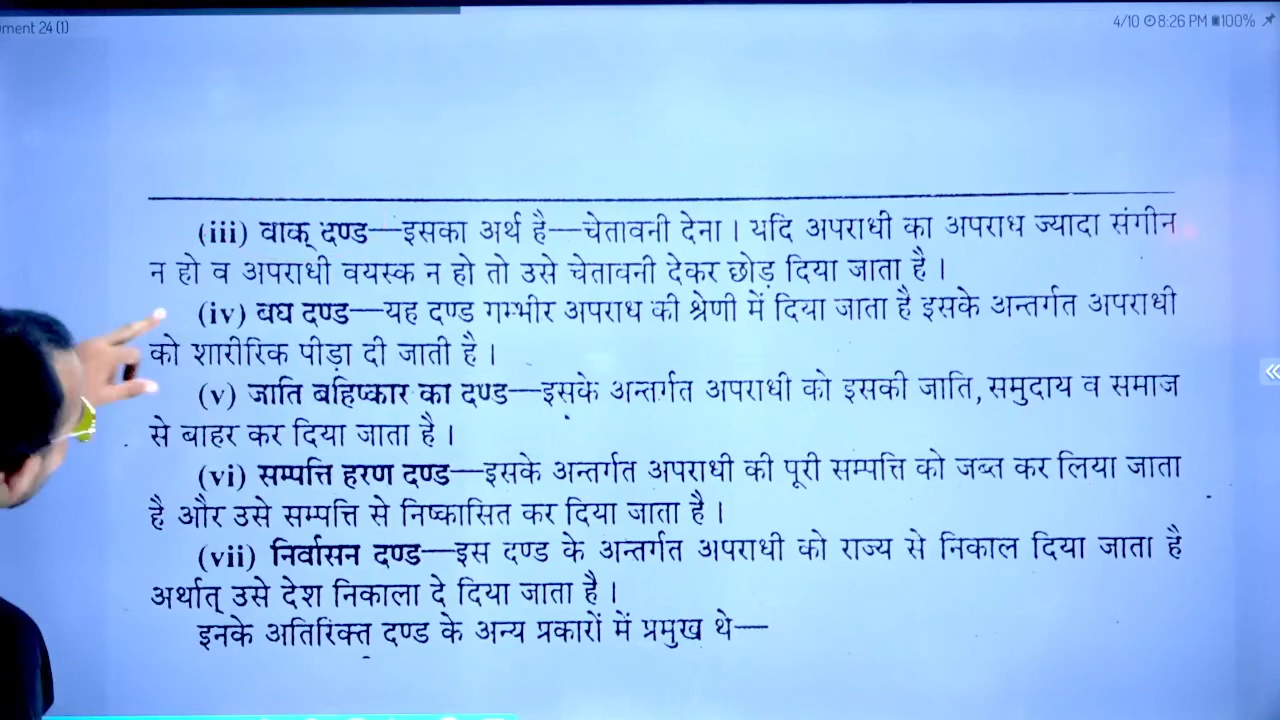 ment 24 (1)
4/10 8:26 PM 100%
(iii) वाक् दण्ड—इसका अर्थ है—चेतावनी देना। यदि अपराधी का अपराध ज्यादा संगीन
न हो व अपराधी वयस्क न हो तो उसे चेतावनी देकर छोड़ दिया जाता है।
(iv) बघ दण्ड—यह दण्ड गम्भीर अपराध की श्रेणी में दिया जाता है इसके अन्तर्गत अपराधी
को शारीरिक पीड़ा दी जाती है।
(v) जाति बहिष्कार का दण्ड—इसके अन्तर्गत अपराधी को इसकी जाति, समुदाय व समाज
से बाहर कर दिया जाता है।
(vi) सम्पत्ति हरण दण्ड—इसके अन्तर्गत अपराधी की पूरी सम्पत्ति को जब्त कर लिया जाता
है और उसे सम्पत्ति से निष्कासित कर दिया जाता है।
(vii) निर्वासन दण्ड—इस दण्ड के अन्तर्गत अपराधी को राज्य से निकाल दिया जाता है
अर्थात् उसे देश निकाला दे दिया जाता है।
इनके अतिरिक्त दण्ड के अन्य प्रकारों में प्रमुख थे—